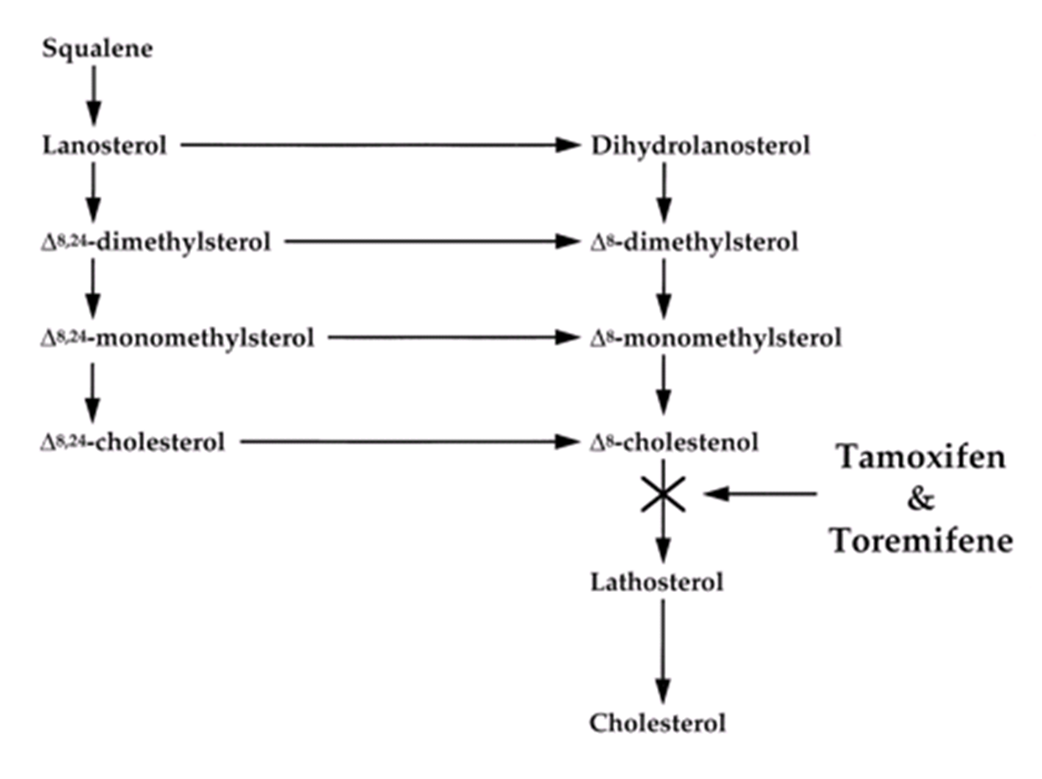 Squalene
Lanosterol
Dihydrolanosterol
Δ8,24-dimethylsterol
Δ8-dimethylsterol
Δ8,24-monomethylsterol
Δ8-monomethylsterol
Δ8,24-cholesterol
Δ8-cholestenol
Tamoxifen
&
Toremifene
Lathosterol
Cholesterol